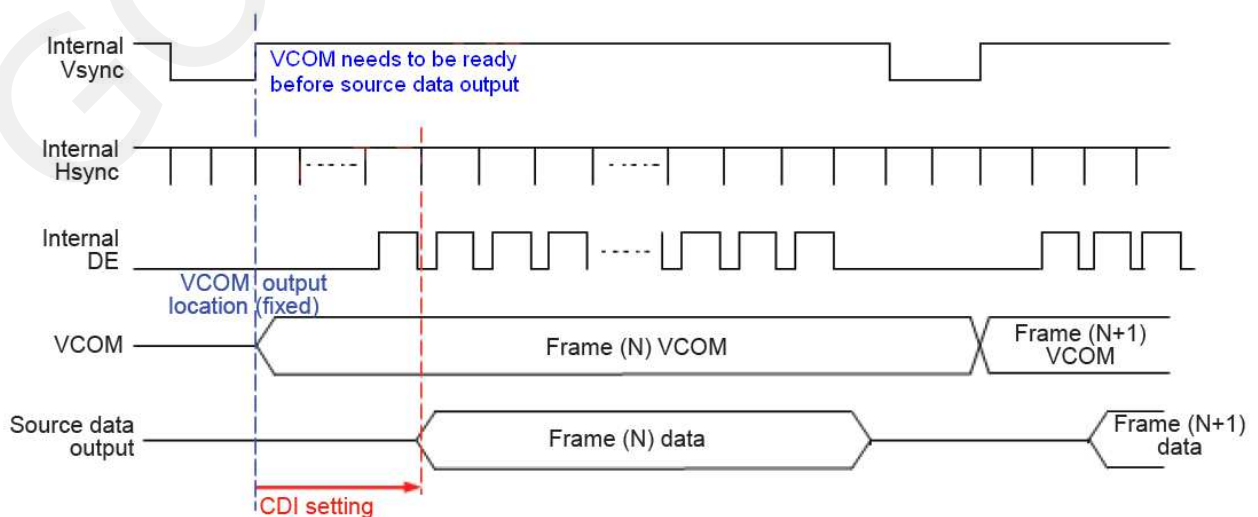 Internal
Vsync
VCOM needs to be ready
before source data output
Internal
Hsync
Internal
DE
VCOM output
location (fixed)
VCOM
Frame (N) VCOM
Frame (N+1)
VCOM
Source data
output
Frame (N) data
Frame (N+1)
data
CDI setting